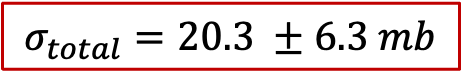 σ_total = 20.3 ± 6.3 mb